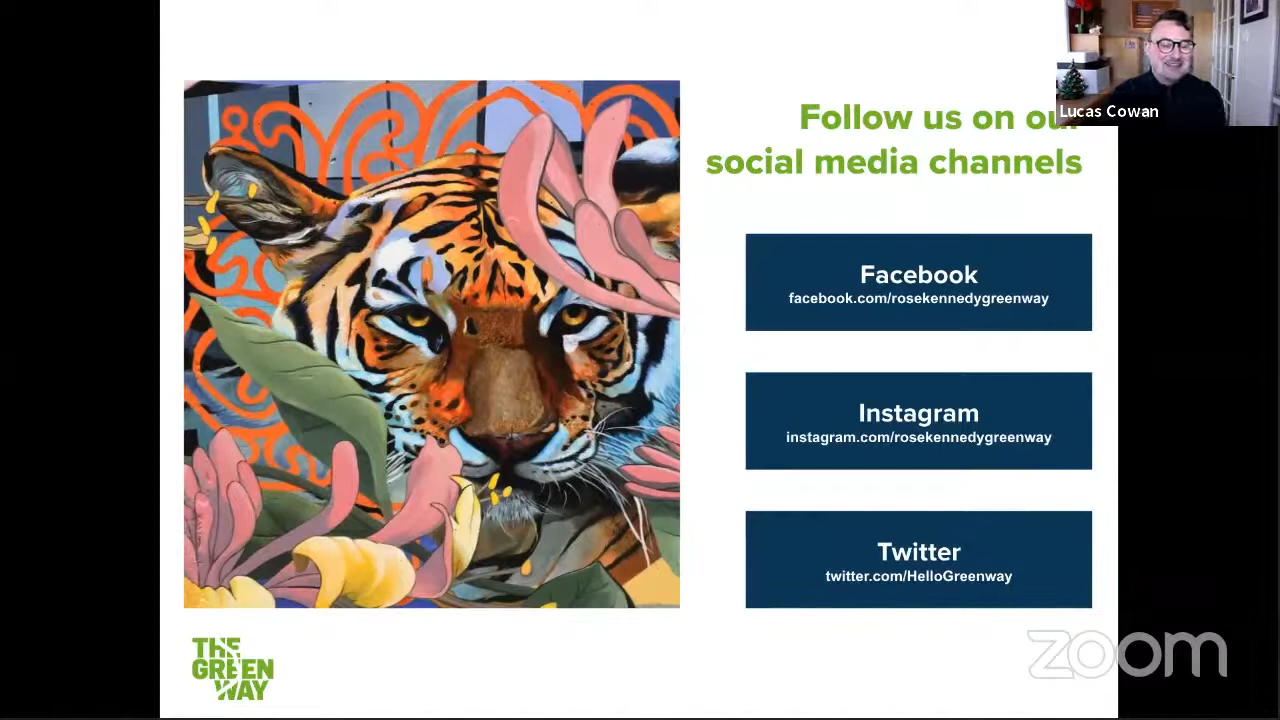 Follow us on our
social media channels
Lucas Cowan
Facebook
facebook.com/rosekennedygreenway
Instagram
instagram.com/rosekennedygreenway
Twitter
twitter.com/HelloGreenway
THE
GREEN
WAY
zoom